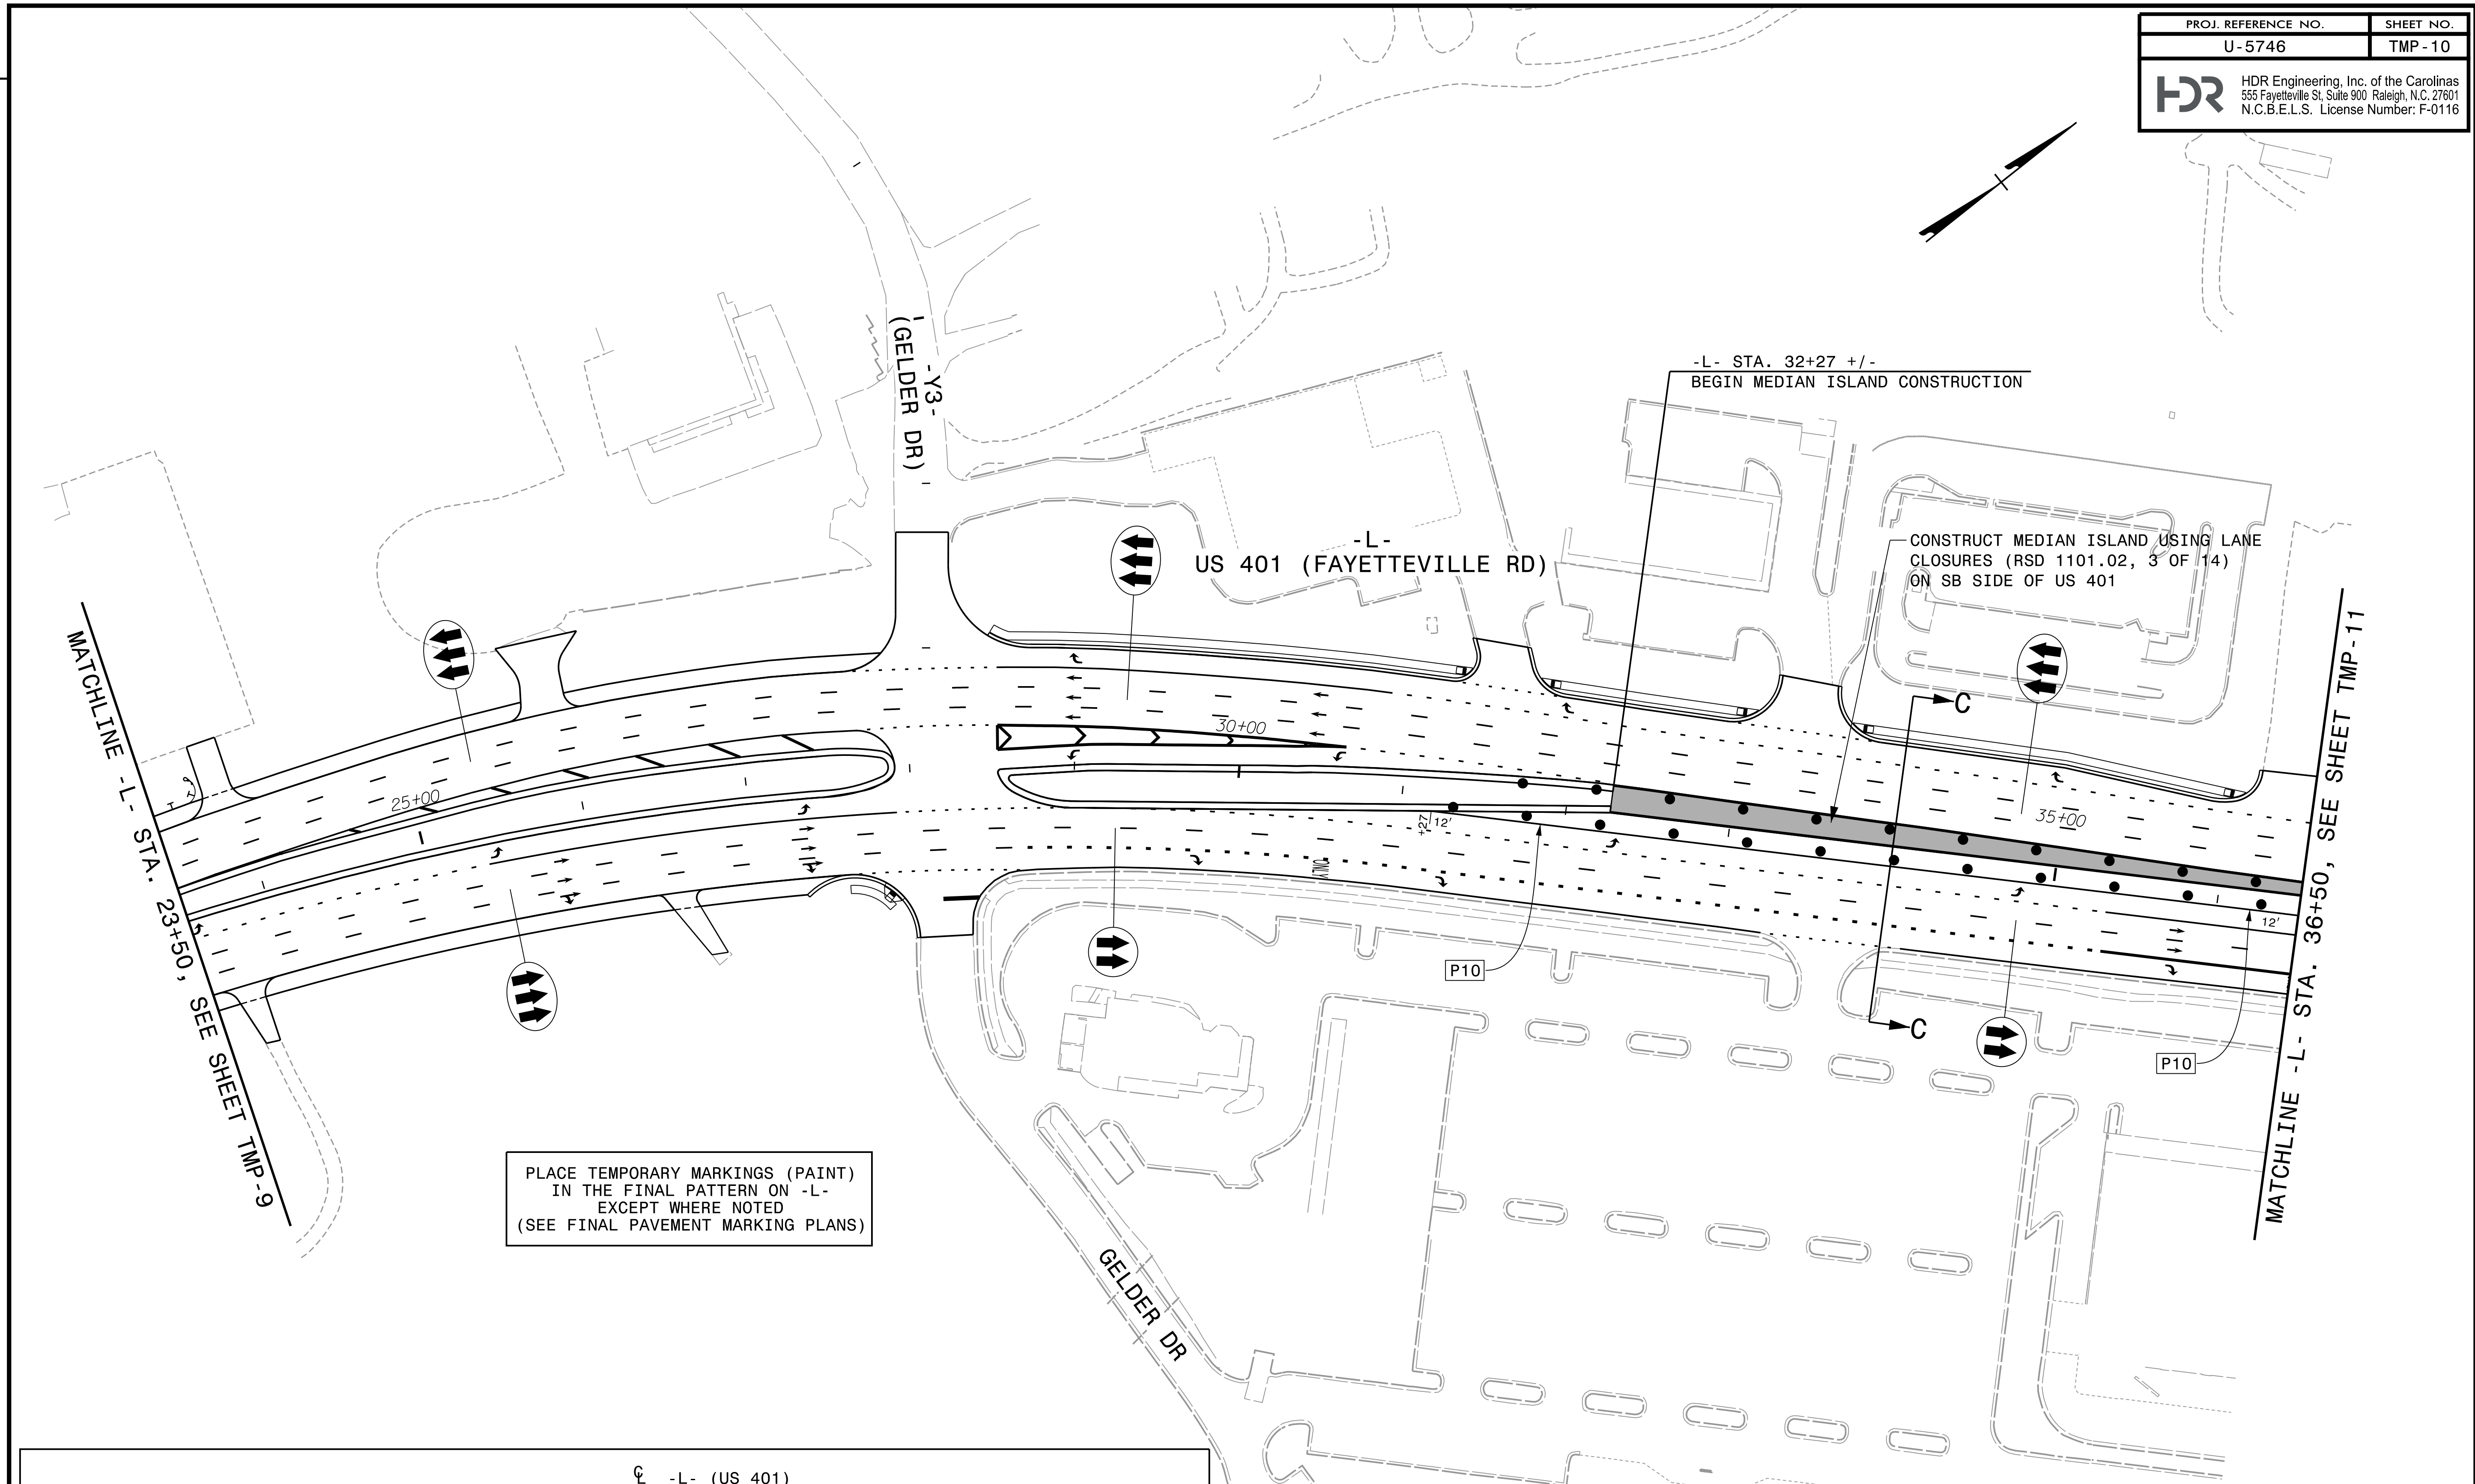 PROJ. REFERENCE NO.
SHEET NO.
U-5746
TMP-10
HDR
HDR Engineering, Inc. of the Carolinas
555 Fayetteville St, Suite 900 Raleigh, N.C. 27601
N.C.B.E.L.S. License Number: F-0116
-Y3-
(GELDER DR)
-L- STA. 32+27 +/-
BEGIN MEDIAN ISLAND CONSTRUCTION
-L-
US 401 (FAYETTEVILLE RD)
CONSTRUCT MEDIAN ISLAND USING LANE
CLOSURES (RSD 1101.02, 3 OF 14)
ON SB SIDE OF US 401
MATCHLINE -L- STA. 23+50, SEE SHEET TMP-9
25+00
30+00
35+00
C
+27
12'
ONLY
12'
P10
C
P10
MATCHLINE -L- STA. 36+50, SEE SHEET TMP-11
PLACE TEMPORARY MARKINGS (PAINT)
IN THE FINAL PATTERN ON -L-
EXCEPT WHERE NOTED
(SEE FINAL PAVEMENT MARKING PLANS)
GELDER DR
℄ -L- (US 401)